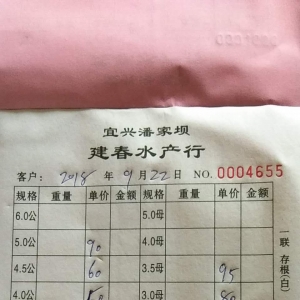 宜兴潘家坝
建春水产行
客户: 2018 年 9 月 22 日 NO. 0004655
规格 重量 单价 金额 规格 重量 单价 金额
6.0公 5.0母
5.0公 90 4.0母
4.5公 60 3.5母 95
4.0公 50 3.0母 80
一联 存根(白)